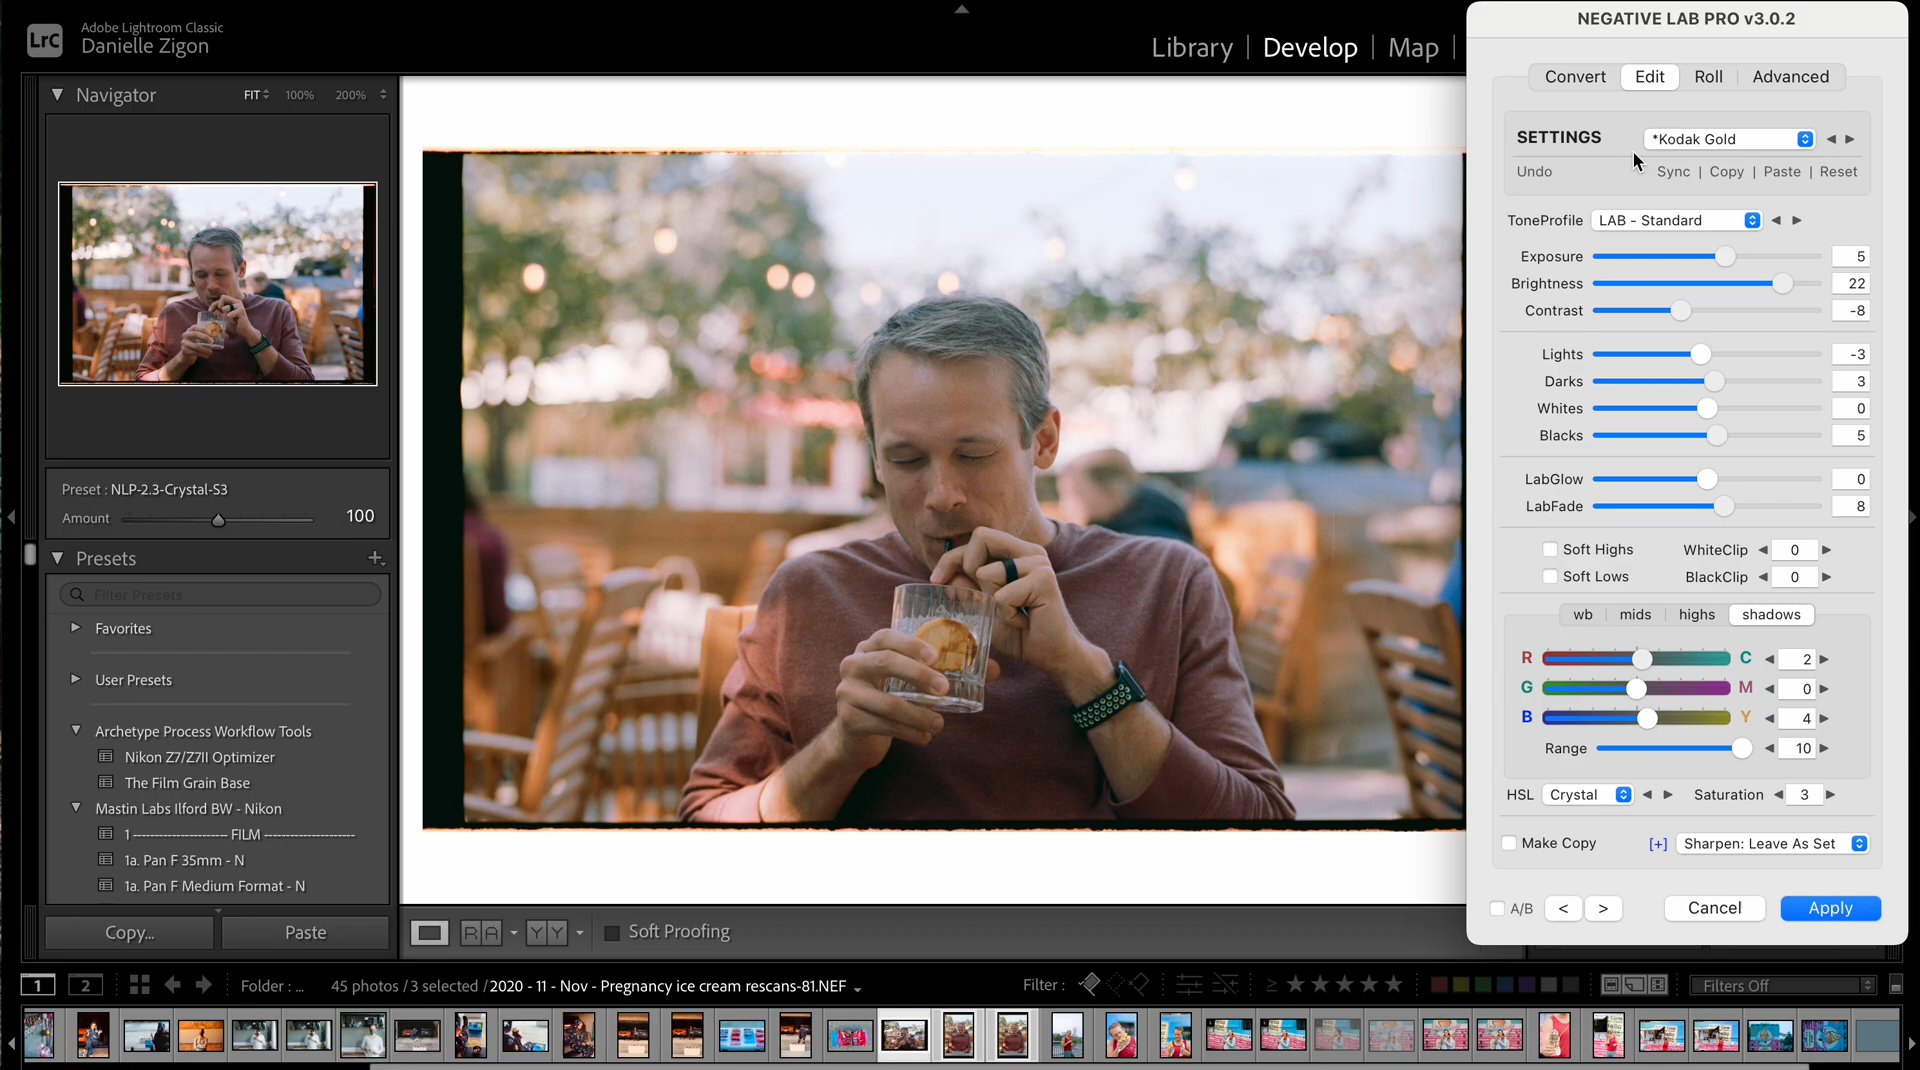 LrC
Adobe Lightroom Classic
Danielle Zigon
Library | Develop | Map |
Navigator FIT 100% 200%
Preset : NLP-2.3-Crystal-S3
Amount 100
Presets
Filter Presets
Favorites
User Presets
Archetype Process Workflow Tools
Nikon Z7/Z7II Optimizer
The Film Grain Base
Mastin Labs Ilford BW - Nikon
1 ---------------------- FILM ---------------------
1a. Pan F 35mm - N
1a. Pan F Medium Format - N
Copy... Paste
R A Y Y Soft Proofing
NEGATIVE LAB PRO v3.0.2
Convert Edit Roll Advanced
SETTINGS *Kodak Gold
Undo Sync | Copy | Paste | Reset
ToneProfile LAB - Standard
Exposure 5
Brightness 22
Contrast -8
Lights -3
Darks 3
Whites 0
Blacks 5
LabGlow 0
LabFade 8
Soft Highs WhiteClip 0
Soft Lows BlackClip 0
wb mids highs shadows
R C 2
G M 0
B Y 4
Range 10
HSL Crystal Saturation 3
Make Copy [+] Sharpen: Leave As Set
A/B < > Cancel Apply
1 2 Folder : ... 45 photos / 3 selected / 2020 - 11 - Nov - Pregnancy ice cream rescans-81.NEF Filter : ≥ ★★★★★ Filters Off